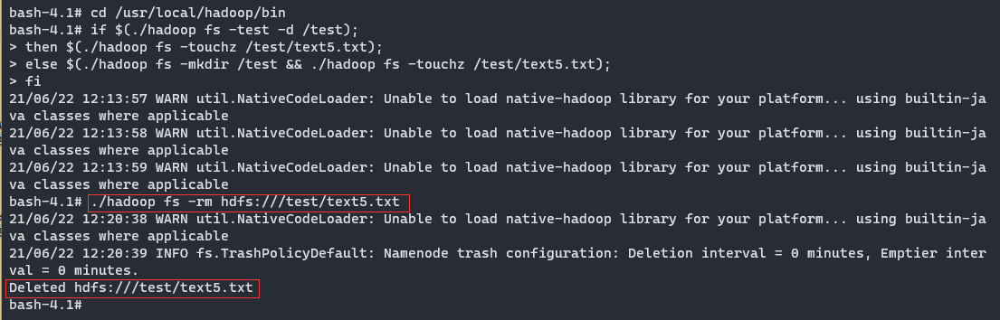 bash-4.1# cd /usr/local/hadoop/bin
bash-4.1# if $(./hadoop fs -test -d /test);
> then $(./hadoop fs -touchz /test/text5.txt);
> else $(./hadoop fs -mkdir /test && ./hadoop fs -touchz /test/text5.txt);
> fi
21/06/22 12:13:57 WARN util.NativeCodeLoader: Unable to load native-hadoop library for your platform... using builtin-ja
va classes where applicable
21/06/22 12:13:58 WARN util.NativeCodeLoader: Unable to load native-hadoop library for your platform... using builtin-ja
va classes where applicable
21/06/22 12:13:59 WARN util.NativeCodeLoader: Unable to load native-hadoop library for your platform... using builtin-ja
va classes where applicable
bash-4.1# ./hadoop fs -rm hdfs:///test/text5.txt
21/06/22 12:20:38 WARN util.NativeCodeLoader: Unable to load native-hadoop library for your platform... using builtin-ja
va classes where applicable
21/06/22 12:20:39 INFO fs.TrashPolicyDefault: Namenode trash configuration: Deletion interval = 0 minutes, Emptier inter
val = 0 minutes.
Deleted hdfs:///test/text5.txt
bash-4.1#